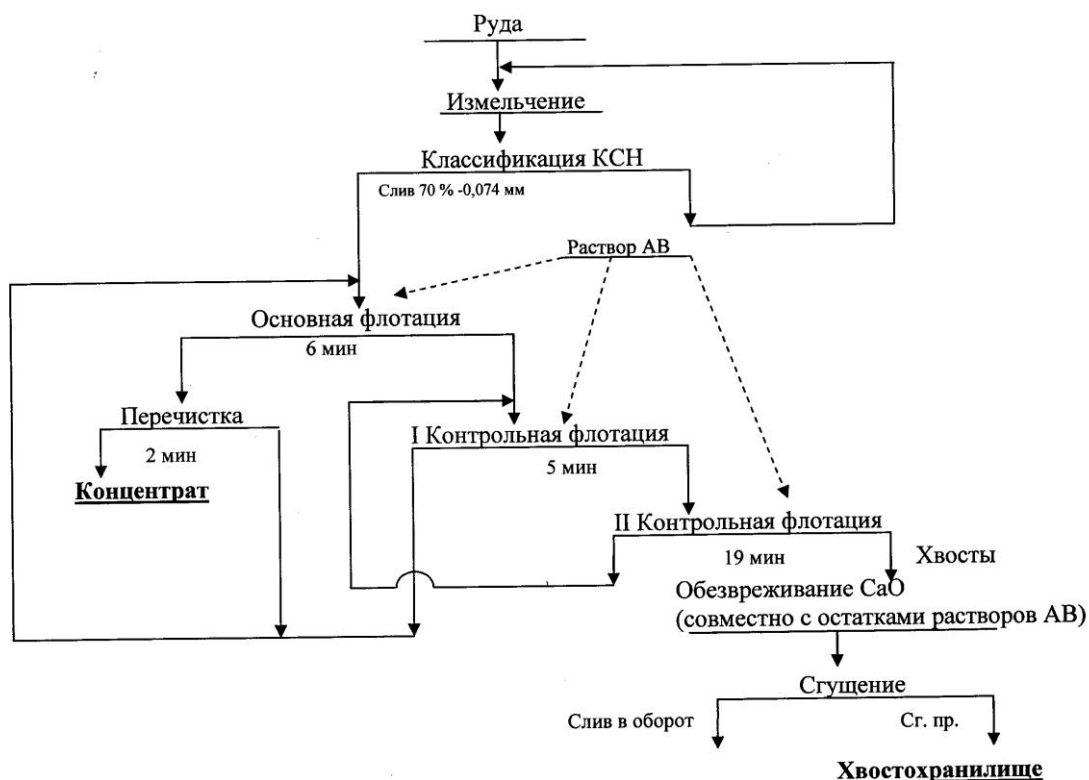 Руда
Измельчение
Классификация КСН
Слив 70 % -0,074 мм
Раствор АВ
Основная флотация
6 мин
Перечистка
2 мин
Концентрат
I Контрольная флотация
5 мин
II Контрольная флотация
19 мин
Хвосты
Обезвреживание СаО
(совместно с остатками растворов АВ)
Сгущение
Слив в оборот
Сг. пр.
Хвостохранилище